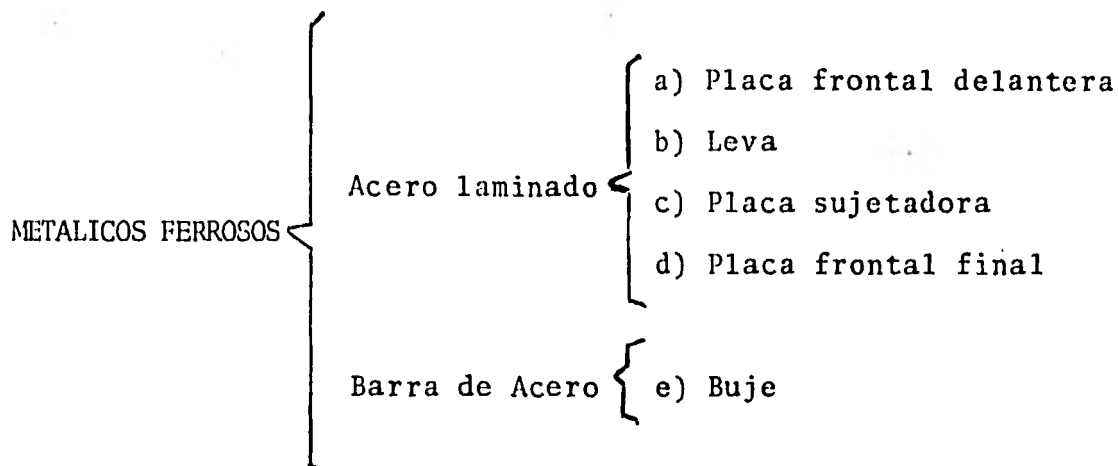 a) Placa frontal delantera
b) Leva
Acero laminado
c) Placa sujetadora
METALICOS FERROSOS
d) Placa frontal final
Barra de Acero
e) Buje